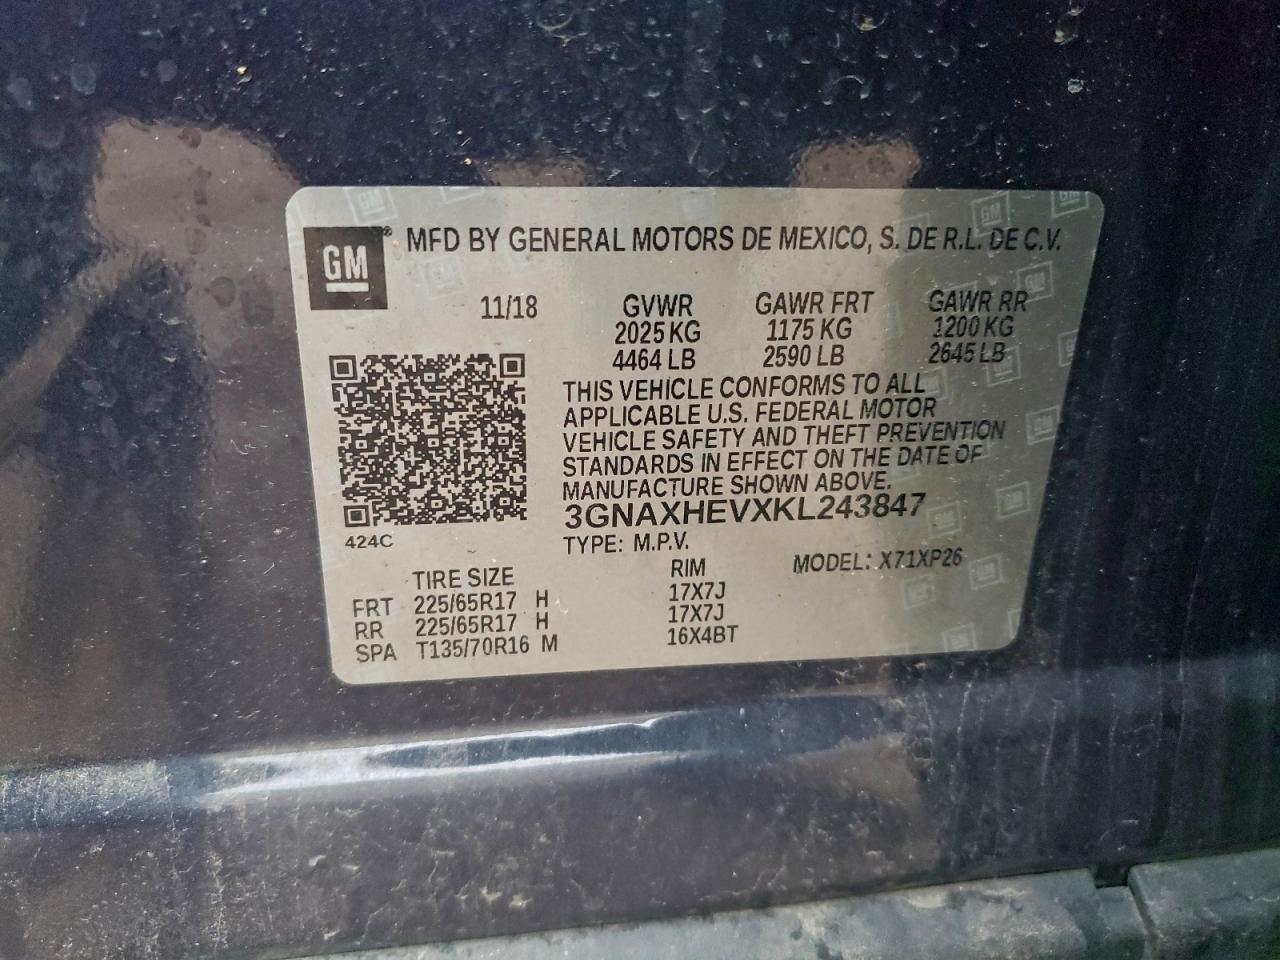 GM ® MFD BY GENERAL MOTORS DE MEXICO, S. DE R.L. DE C.V.
11/18 GVWR GAWR FRT GAWR RR
2025 KG 1175 KG 1200 KG
4464 LB 2590 LB 2645 LB
THIS VEHICLE CONFORMS TO ALL
APPLICABLE U.S. FEDERAL MOTOR
VEHICLE SAFETY AND THEFT PREVENTION
STANDARDS IN EFFECT ON THE DATE OF
MANUFACTURE SHOWN ABOVE.
3GNAXHEVXKL243847
424C
TYPE: M.P.V. MODEL: X71XP26
TIRE SIZE RIM
FRT 225/65R17 H 17X7J
RR 225/65R17 H 17X7J
SPA T135/70R16 M 16X4BT